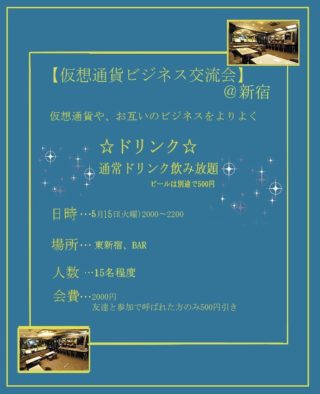 【仮想通貨ビジネス交流会】
@新宿
仮想通貨や、お互いのビジネスをよりよく
☆ドリンク☆
通常ドリンク飲み放題
ビールは別途で500円
日時…5月15日(火曜)2000〜2200
場所… 東新宿、BAR
人数 …15名程度
会費…2000円
友達と参加で呼ばれた方のみ500円引き